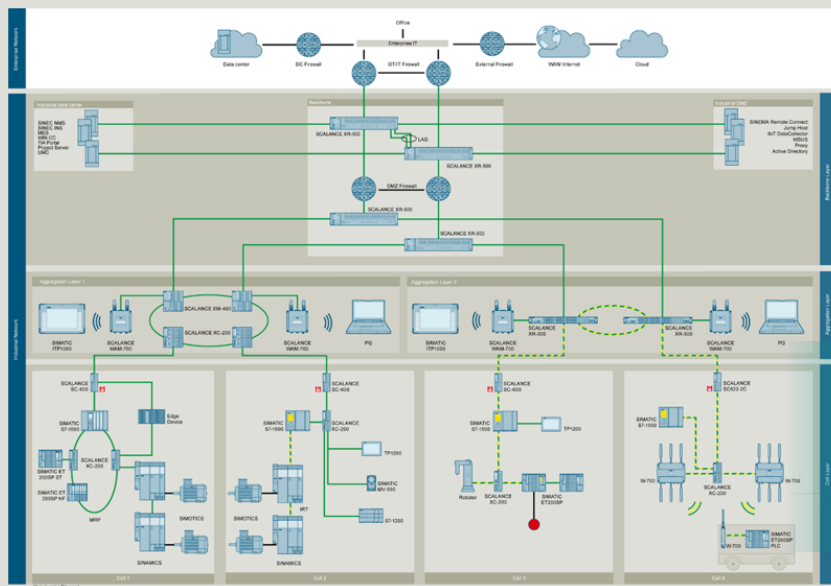 Office
Enterprise IT
Data center
DC Firewall
OT/IT Firewall
External Firewall
WAN Internet
Cloud
Enterprise Network
Industrial Network
Industrial data center
SINEC NMS
SINEC INS
MES
WIN CC
TIA Portal
Project Server
UMC
Backbone
SCALANCE XR-500
LAG
SCALANCE XR-500
DMZ Firewall
SCALANCE XR-500
SCALANCE XR-500
Industrial DMZ
SINEMA Remote Connect
Jump Host
IIoT DataCollector
WSUS
Proxy
Active Directory
Backbone Layer
Aggregation Layer 1
SIMATIC
ITP1000
SCALANCE
WAM-700
SCALANCE XM-400
SCALANCE XC-200
SCALANCE
WAM-700
PG
Aggregation Layer 2
SIMATIC
ITP1000
SCALANCE
WAM-700
SCALANCE
XR-300
SCALANCE
XR-300
SCALANCE
WAM-700
PG
Aggregation Layer
SCALANCE
SC-600
SIMATIC
S7-1500
Edge
Device
SCALANCE
XC-200
SIMATIC ET
200SP ST
SIMATIC ET
200SP HF
MRP
SIMOTICS
SINAMICS
Cell 1
SCALANCE
SC-600
SIMATIC
S7-1500
SCALANCE
XC-200
TP1200
SIMATIC
MV-500
S7-1200
IRT
SIMOTICS
SINAMICS
Cell 2
SCALANCE
SC-600
SIMATIC
S7-1500
TP1200
Robot
SCALANCE
XC-200
SIMATIC
ET200SP
Cell 3
SCALANCE
SC622-2C
SIMATIC
S7-1500
W-700
SCALANCE
XC-200
W-700
W-700
SIMATIC
ET200SP
PLC
Cell 4
Cell Layer